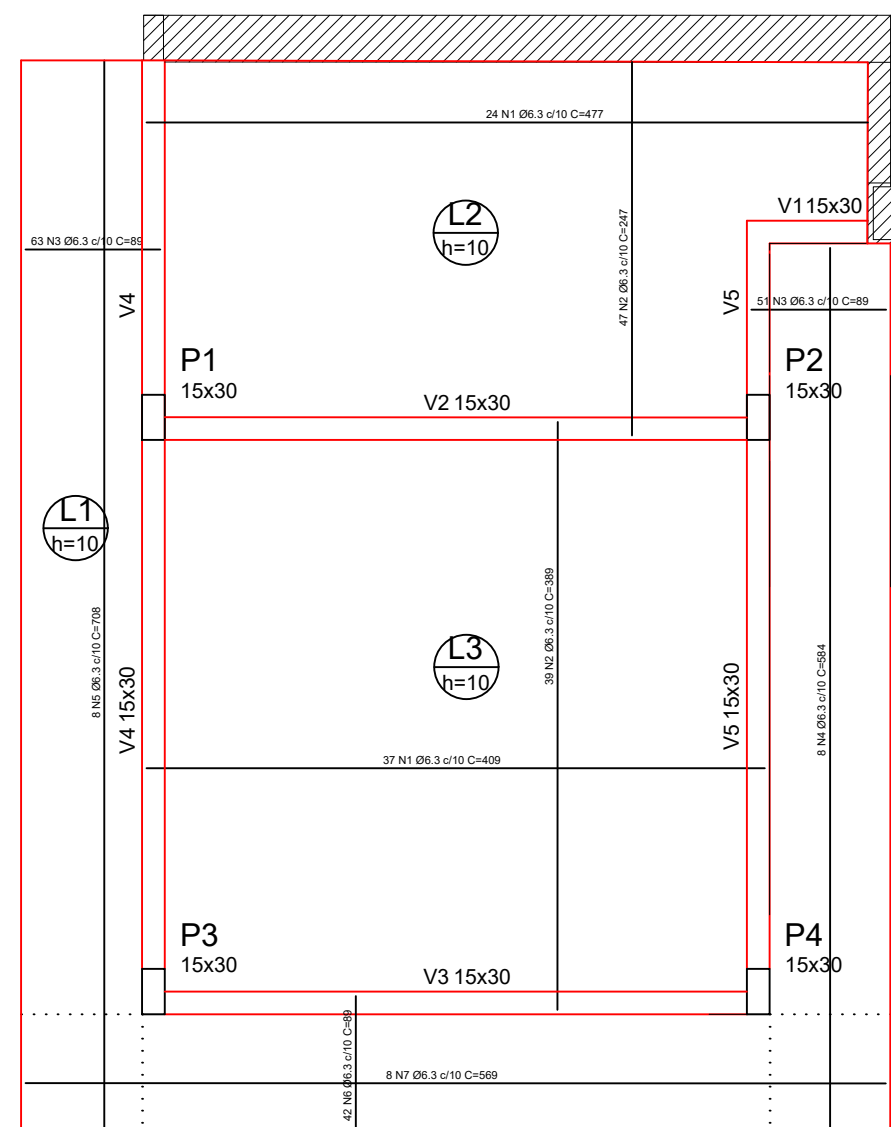 24 N1 Ø6.3 c/10 C=477
L2
h=10
V115x30
63 N3 Ø6.3 c/10 C=89
47 N2 Ø6.3 c/10 C=247
V4
V5
51 N3 Ø6.3 c/10 C=89
P1
15x30
P2
15x30
V2 15x30
L1
h=10
39 N2 Ø6.3 c/10 C=389
8 N5 Ø6.3 c/10 C=708
L3
h=10
V4 15x30
V5 15x30
8 N4 Ø6.3 c/10 C=584
37 N1 Ø6.3 c/10 C=409
P3
15x30
P4
15x30
V3 15x30
42 N6 Ø6.3 c/10 C=89
8 N7 Ø6.3 c/10 C=569